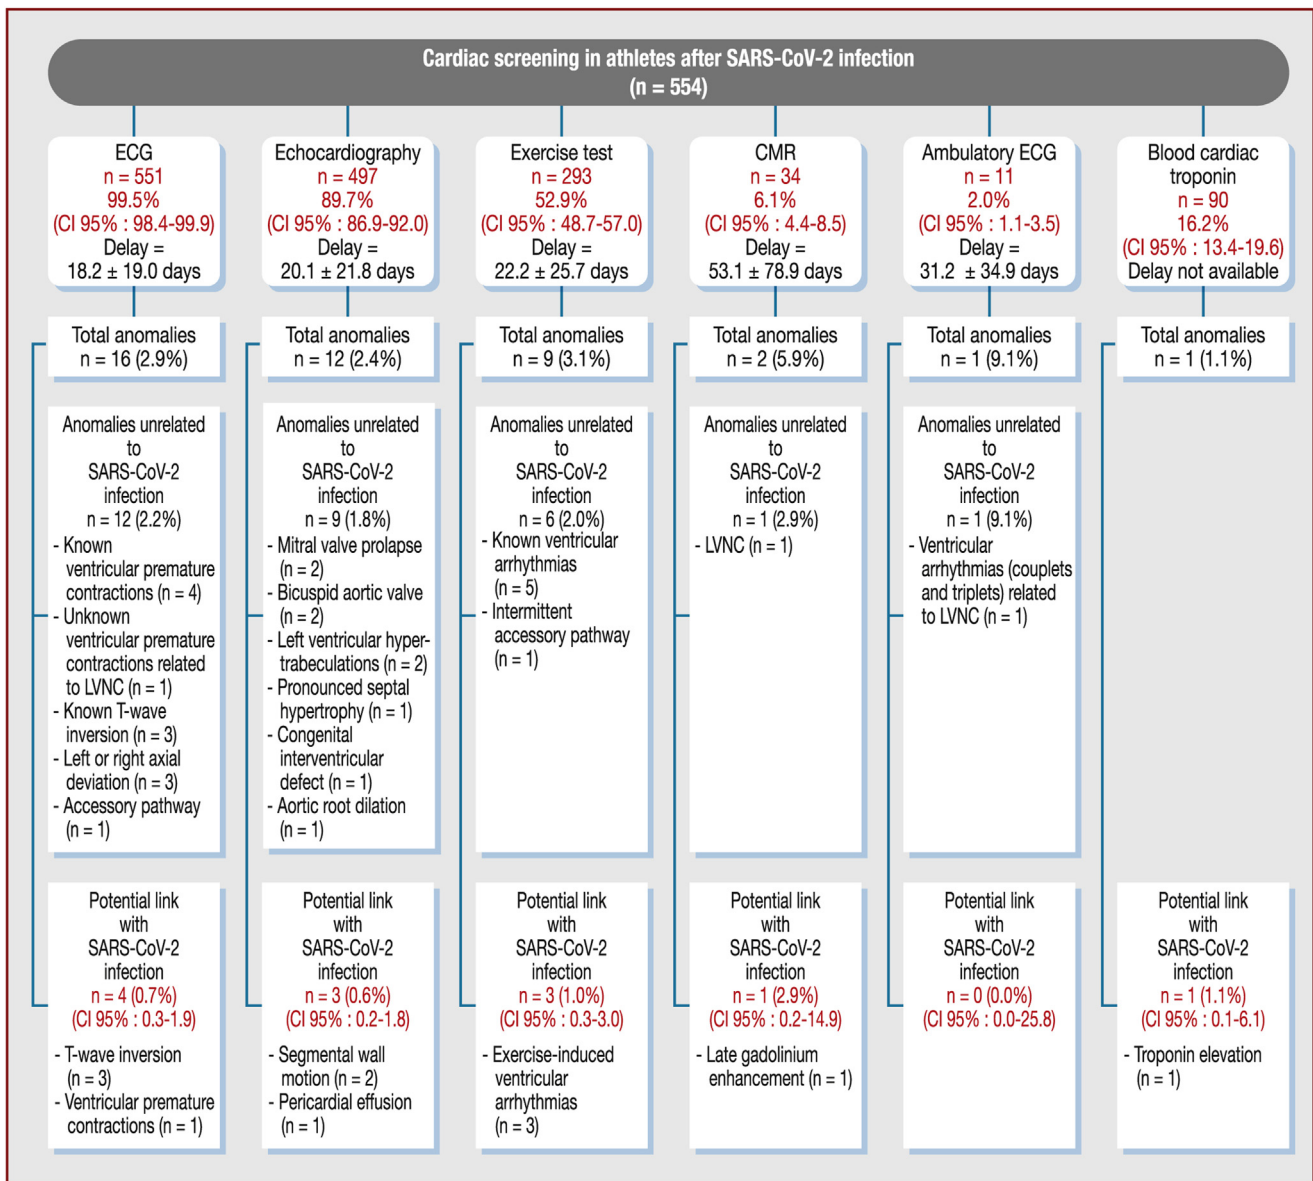 Cardiac screening in athletes after SARS-CoV-2 infection
(n = 554)
ECG
n = 551
99.5%
(CI 95% : 98.4-99.9)
Delay =
18.2 ± 19.0 days
Echocardiography
n = 497
89.7%
(CI 95% : 86.9-92.0)
Delay =
20.1 ± 21.8 days
Exercise test
n = 293
52.9%
(CI 95% : 48.7-57.0)
Delay =
22.2 ± 25.7 days
CMR
n = 34
6.1%
(CI 95% : 4.4-8.5)
Delay =
53.1 ± 78.9 days
Ambulatory ECG
n = 11
2.0%
(CI 95% : 1.1-3.5)
Delay =
31.2 ± 34.9 days
Blood cardiac
troponin
n = 90
16.2%
(CI 95% : 13.4-19.6)
Delay not available
Total anomalies
n = 16 (2.9%)
Total anomalies
n = 12 (2.4%)
Total anomalies
n = 9 (3.1%)
Total anomalies
n = 2 (5.9%)
Total anomalies
n = 1 (9.1%)
Total anomalies
n = 1 (1.1%)
Anomalies unrelated
to
SARS-CoV-2
infection
n = 12 (2.2%)
- Known
ventricular premature
contractions (n = 4)
- Unknown
ventricular premature
contractions related
to LVNC (n = 1)
- Known T-wave
inversion (n = 3)
- Left or right axial
deviation (n = 3)
- Accessory pathway
(n = 1)
Anomalies unrelated
to
SARS-CoV-2
infection
n = 9 (1.8%)
- Mitral valve prolapse
(n = 2)
- Bicuspid aortic valve
(n = 2)
- Left ventricular hyper-
trabeculations (n = 2)
- Pronounced septal
hypertrophy (n = 1)
- Congenital
interventricular
defect (n = 1)
- Aortic root dilation
(n = 1)
Anomalies unrelated
to
SARS-CoV-2
infection
n = 6 (2.0%)
- Known ventricular
arrhythmias
(n = 5)
- Intermittent
accessory pathway
(n = 1)
Anomalies unrelated
to
SARS-CoV-2
infection
n = 1 (2.9%)
- LVNC (n = 1)
Anomalies unrelated
to
SARS-CoV-2
infection
n = 1 (9.1%)
- Ventricular
arrhythmias (couplets
and triplets) related
to LVNC (n = 1)
Potential link
with
SARS-CoV-2
infection
n = 4 (0.7%)
(CI 95% : 0.3-1.9)
- T-wave inversion
(n = 3)
- Ventricular premature
contractions (n = 1)
Potential link
with
SARS-CoV-2
infection
n = 3 (0.6%)
(CI 95% : 0.2-1.8)
- Segmental wall
motion (n = 2)
- Pericardial effusion
(n = 1)
Potential link
with
SARS-CoV-2
infection
n = 3 (1.0%)
(CI 95% : 0.3-3.0)
- Exercise-induced
ventricular
arrhythmias
(n = 3)
Potential link
with
SARS-CoV-2
infection
n = 1 (2.9%)
(CI 95% : 0.2-14.9)
- Late gadolinium
enhancement (n = 1)
Potential link
with
SARS-CoV-2
infection
n = 0 (0.0%)
(CI 95% : 0.0-25.8)
Potential link
with
SARS-CoV-2
infection
n = 1 (1.1%)
(CI 95% : 0.1-6.1)
- Troponin elevation
(n = 1)